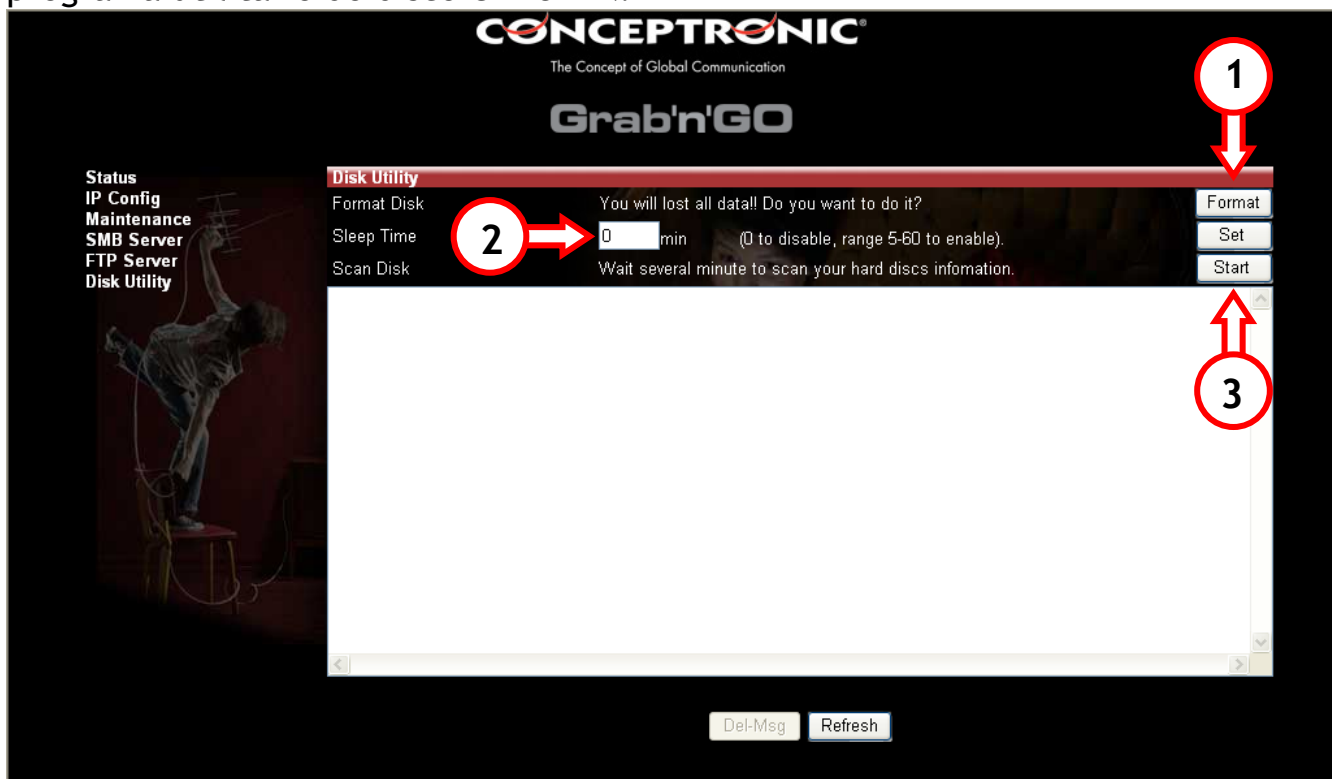 CONCEPTRONIC®
The Concept of Global Communication
Grab'n'GO
1
Status
IP Config
Maintenance
SMB Server
FTP Server
Disk Utility
Disk Utility
Format Disk You will lost all data!! Do you want to do it? Format
Sleep Time 2 0 min (0 to disable, range 5-60 to enable). Set
Scan Disk Wait several minute to scan your hard discs infomation. Start
3
Del-Msg Refresh